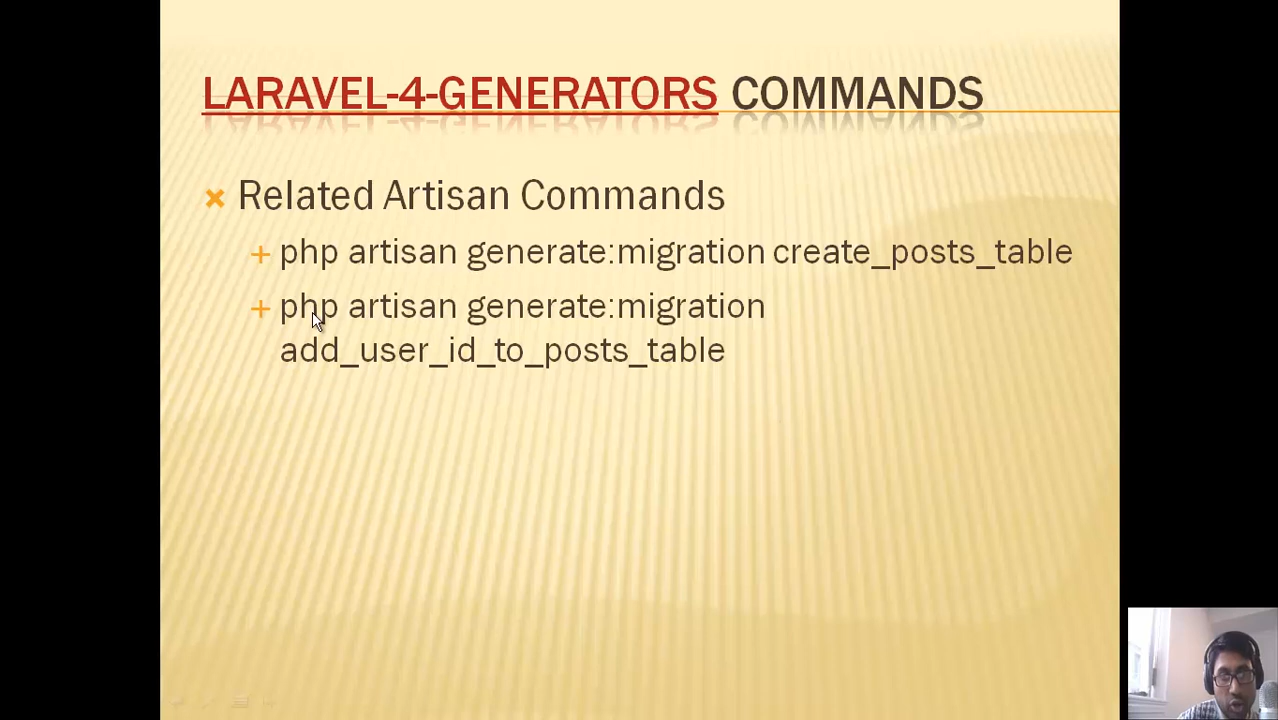 LARAVEL-4-GENERATORS COMMANDS
Related Artisan Commands
php artisan generate:migration create_posts_table
php artisan generate:migration
add_user_id_to_posts_table